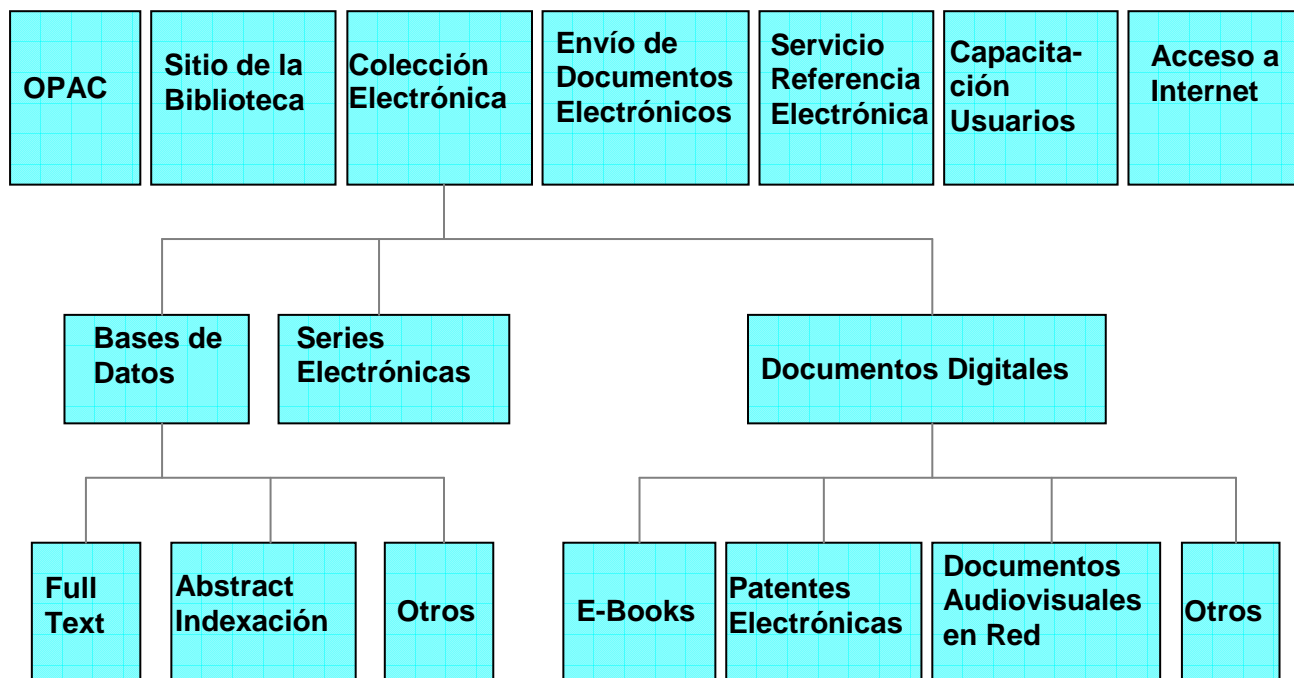 OPAC
Sitio de la
Biblioteca
Colección
Electrónica
Envío de
Documentos
Electrónicos
Servicio
Referencia
Electrónica
Capacita-
ción
Usuarios
Acceso a
Internet
Bases de
Datos
Series
Electrónicas
Documentos Digitales
Full
Text
Abstract
Indexación
Otros
E-Books
Patentes
Electrónicas
Documentos
Audiovisuales
en Red
Otros